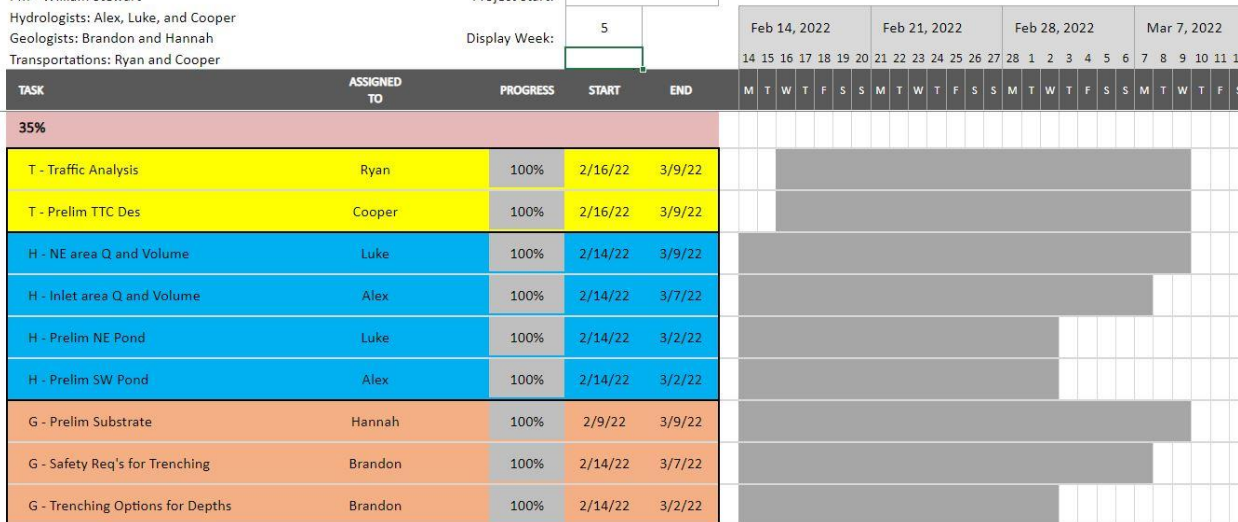 Hydrologists: Alex, Luke, and Cooper
Geologists: Brandon and Hannah
Transportations: Ryan and Cooper
Display Week: 5
Feb 14, 2022 Feb 21, 2022 Feb 28, 2022 Mar 7, 2022
14 15 16 17 18 19 20 21 22 23 24 25 26 27 28 1 2 3 4 5 6 7 8 9 10 11
TASK ASSIGNED TO PROGRESS START END M T W T F S S M T W T F S S M T W T F S S M T W T F
35%
T - Traffic Analysis Ryan 100% 2/16/22 3/9/22
T - Prelim TTC Des Cooper 100% 2/16/22 3/9/22
H - NE area Q and Volume Luke 100% 2/14/22 3/9/22
H - Inlet area Q and Volume Alex 100% 2/14/22 3/7/22
H - Prelim NE Pond Luke 100% 2/14/22 3/2/22
H - Prelim SW Pond Alex 100% 2/14/22 3/2/22
G - Prelim Substrate Hannah 100% 2/9/22 3/9/22
G - Safety Req's for Trenching Brandon 100% 2/14/22 3/7/22
G - Trenching Options for Depths Brandon 100% 2/14/22 3/2/22